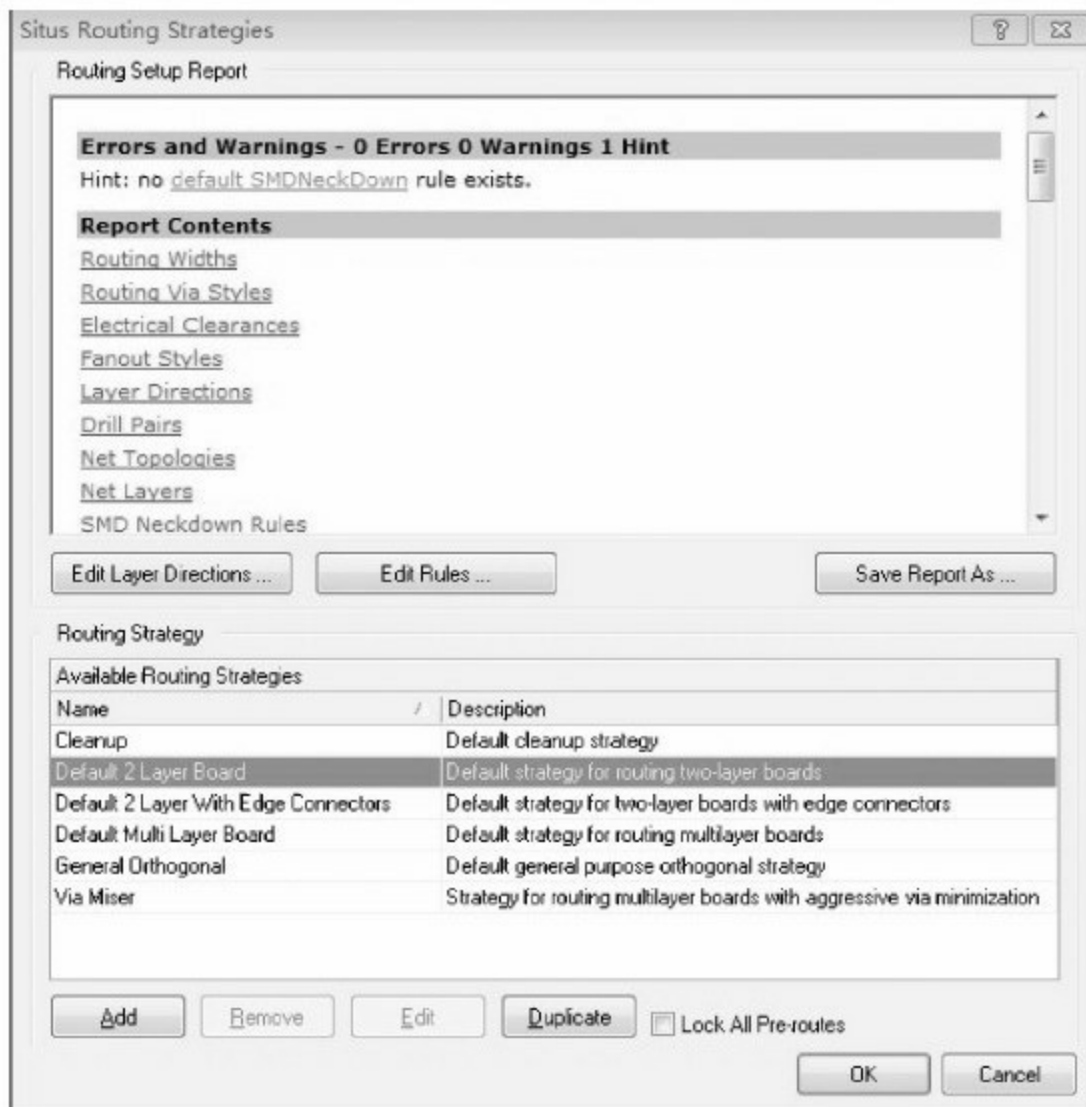 Situs Routing Strategies
Routing Setup Report
Errors and Warnings - 0 Errors 0 Warnings 1 Hint
Hint: no default SMDNeckDown rule exists.
Report Contents
Routing Widths
Routing Via Styles
Electrical Clearances
Fanout Styles
Layer Directions
Drill Pairs
Net Topologies
Net Layers
SMD Neckdown Rules
Edit Layer Directions ... Edit Rules ... Save Report As ...
Routing Strategy
Available Routing Strategies
Name / Description
Cleanup Default cleanup strategy
Default 2 Layer Board Default strategy for routing two-layer boards
Default 2 Layer With Edge Connectors Default strategy for two-layer boards with edge connectors
Default Multi Layer Board Default strategy for routing multilayer boards
General Orthogonal Default general purpose orthogonal strategy
Via Miser Strategy for routing multilayer boards with aggressive via minimization
Add Remove Edit Duplicate Lock All Pre-routes
OK Cancel